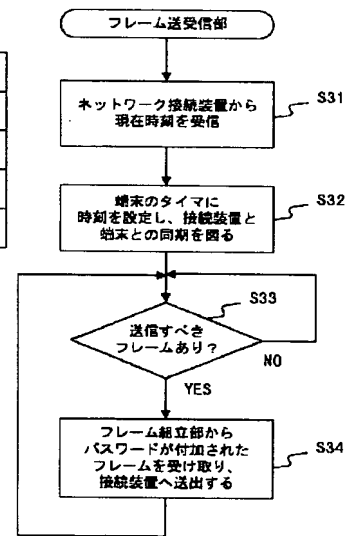 フレーム送受信部
ネットワーク接続装置から
現在時刻を受信
S31
端末のタイマに
時刻を設定し、接続装置と
端末との同期を図る
S32
送信すべき
フレームあり？
S33
NO
YES
フレーム組立部から
パスワードが付加された
フレームを受け取り、
接続装置へ送出する
S34